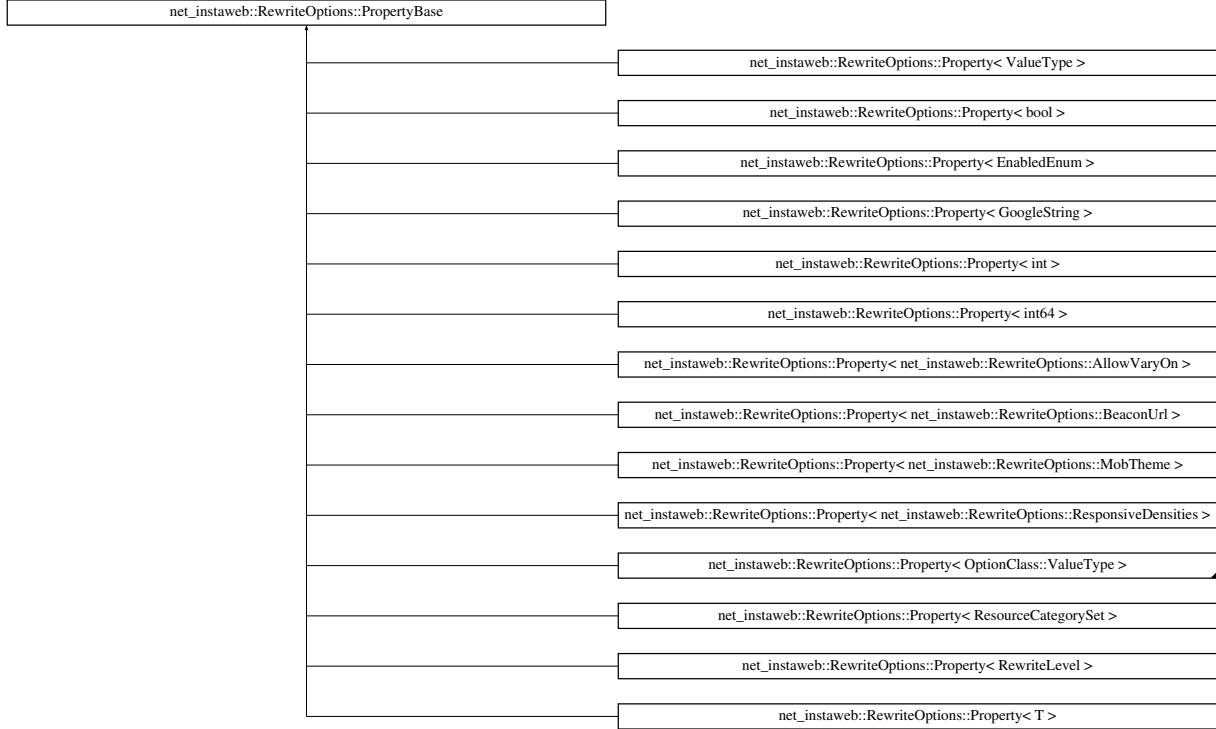 net_instaweb::RewriteOptions::PropertyBase
net_instaweb::RewriteOptions::Property< ValueType >
net_instaweb::RewriteOptions::Property< bool >
net_instaweb::RewriteOptions::Property< EnabledEnum >
net_instaweb::RewriteOptions::Property< GoogleString >
net_instaweb::RewriteOptions::Property< int >
net_instaweb::RewriteOptions::Property< int64 >
net_instaweb::RewriteOptions::Property< net_instaweb::RewriteOptions::AllowVaryOn >
net_instaweb::RewriteOptions::Property< net_instaweb::RewriteOptions::BeaconUrl >
net_instaweb::RewriteOptions::Property< net_instaweb::RewriteOptions::MobTheme >
net_instaweb::RewriteOptions::Property< net_instaweb::RewriteOptions::ResponsiveDensities >
net_instaweb::RewriteOptions::Property< OptionClass::ValueType >
net_instaweb::RewriteOptions::Property< ResourceCategorySet >
net_instaweb::RewriteOptions::Property< RewriteLevel >
net_instaweb::RewriteOptions::Property< T >